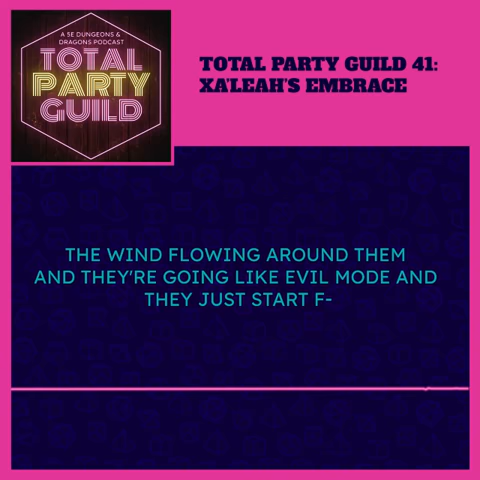 A 5E DUNGEONS &
DRAGONS PODCAST
TOTAL
PARTY
GUILD
TOTAL PARTY GUILD 41:
XA'LEAH'S EMBRACE
THE WIND FLOWING AROUND THEM
AND THEY'RE GOING LIKE EVIL MODE AND
THEY JUST START F-